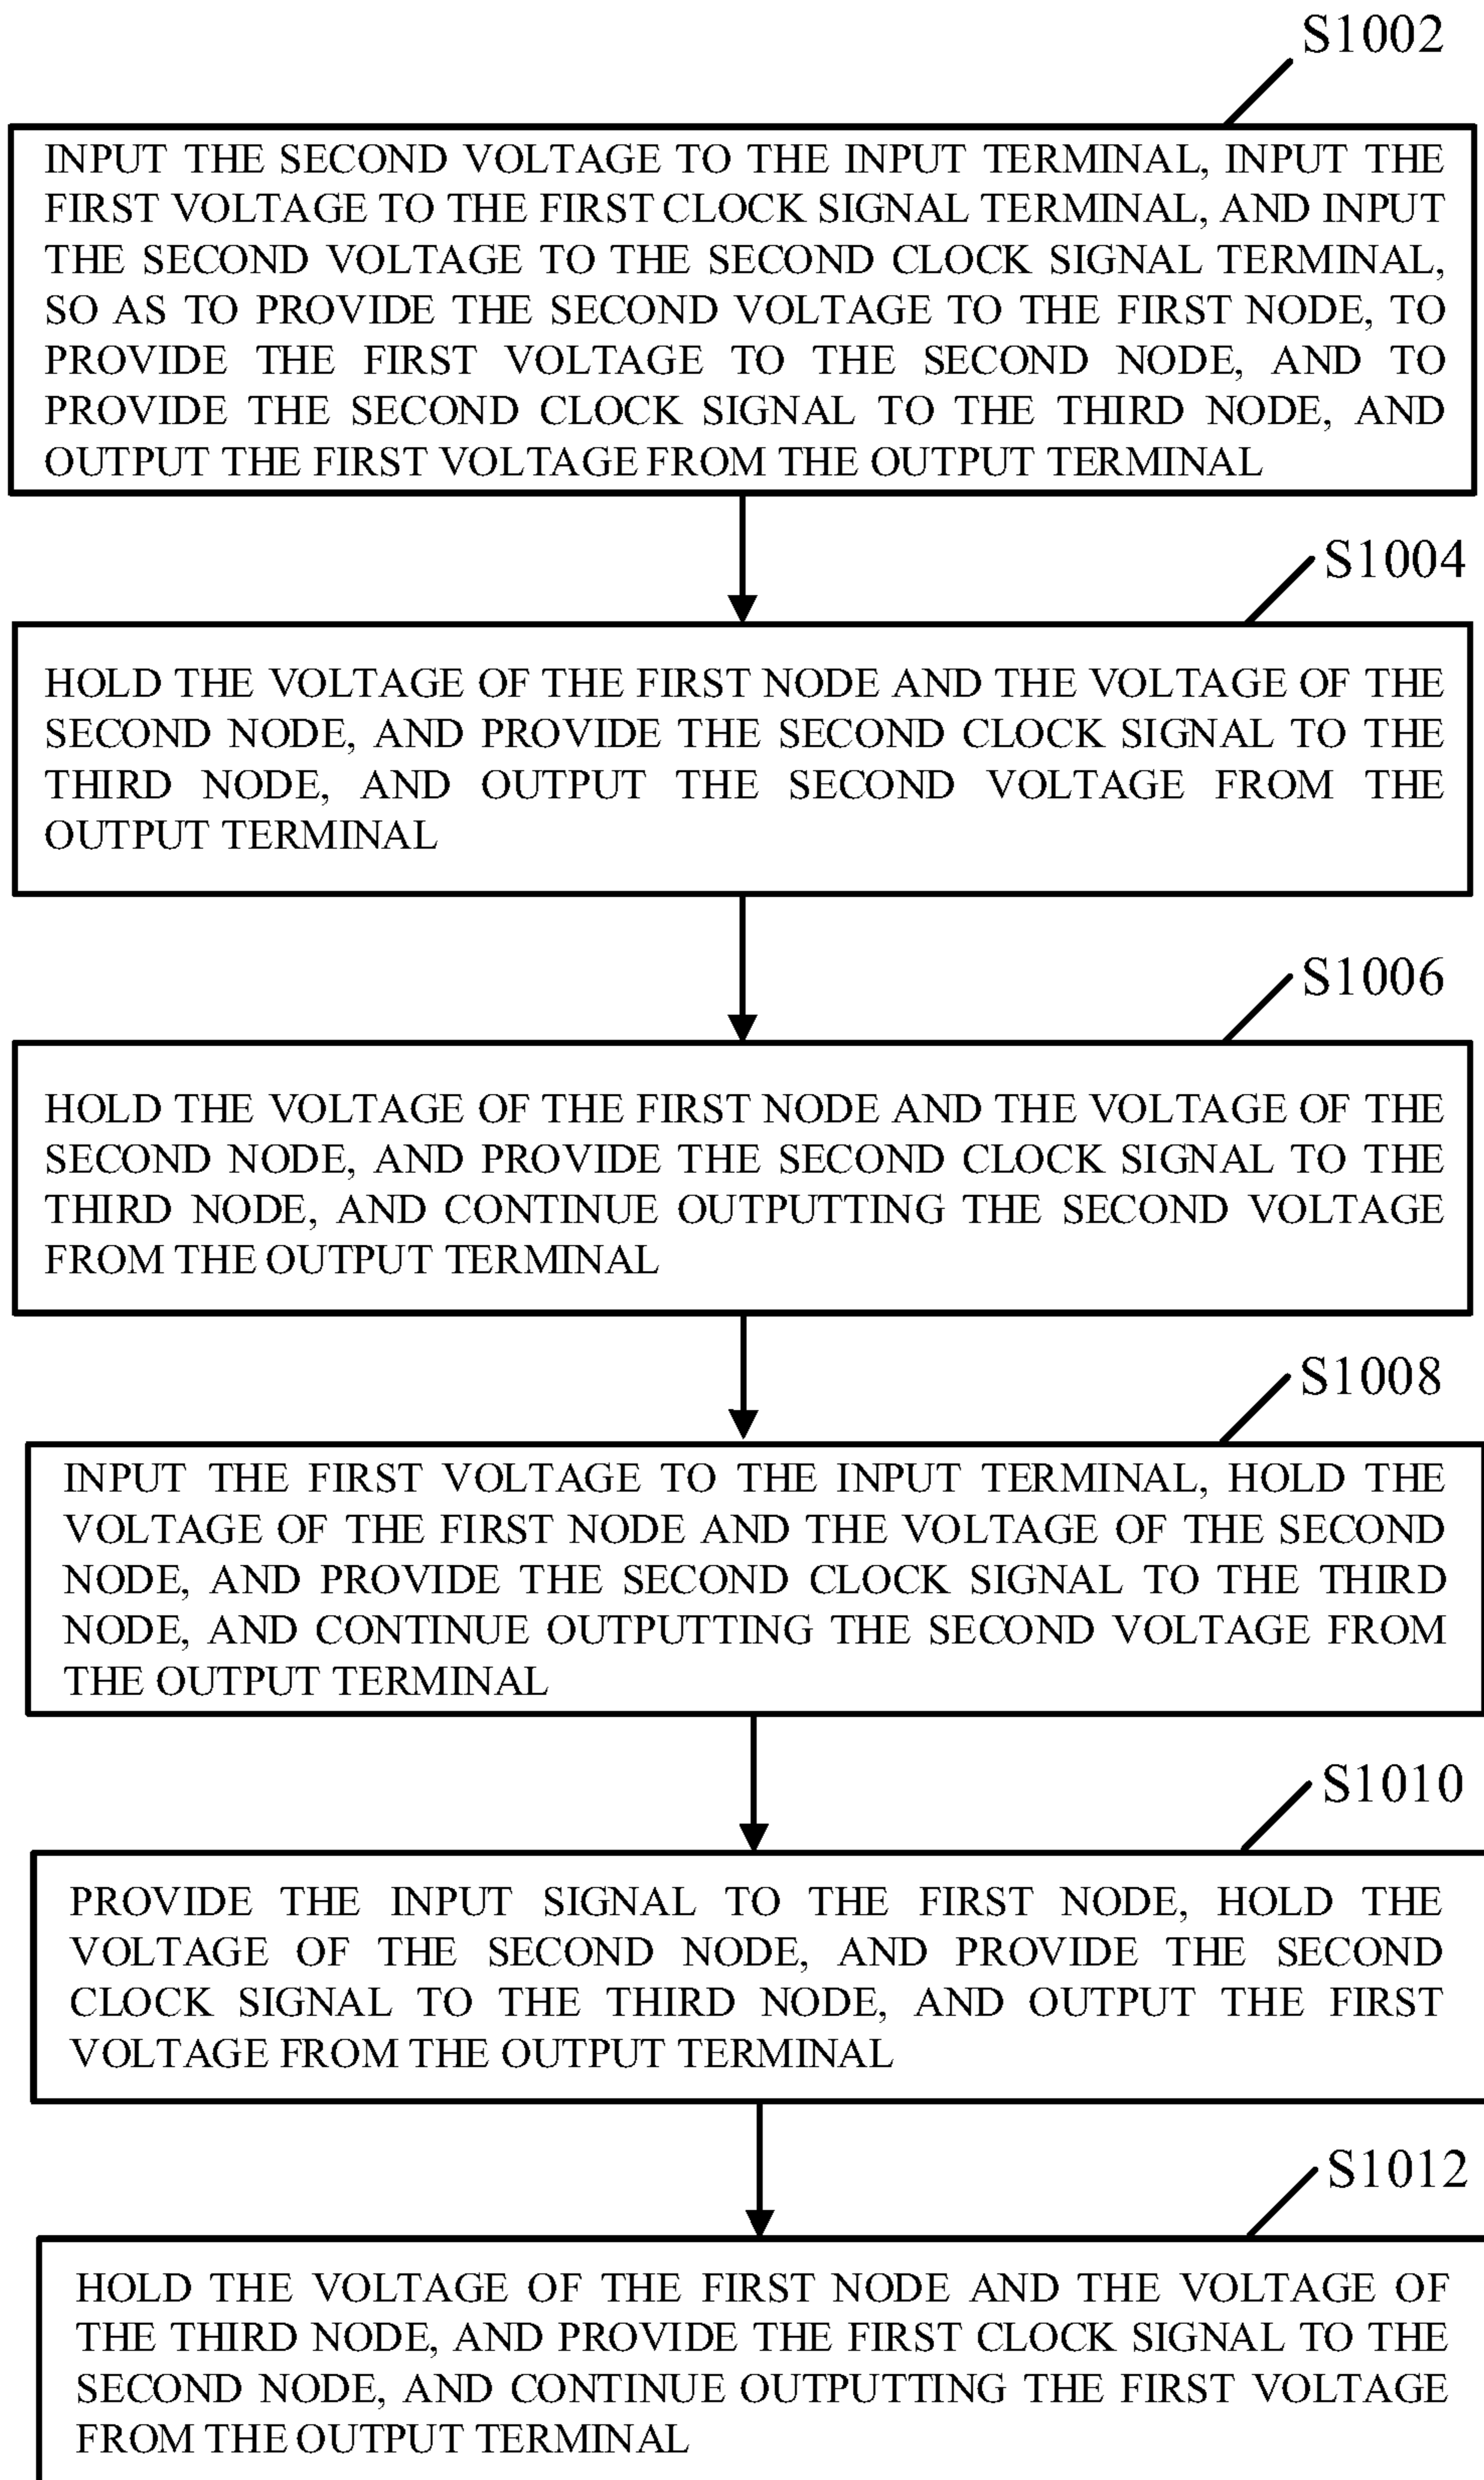 S1002
INPUT THE SECOND VOLTAGE TO THE INPUT TERMINAL, INPUT THE
FIRST VOLTAGE TO THE FIRST CLOCK SIGNAL TERMINAL, AND INPUT
THE SECOND VOLTAGE TO THE SECOND CLOCK SIGNAL TERMINAL,
SO AS TO PROVIDE THE SECOND VOLTAGE TO THE FIRST NODE, TO
PROVIDE THE FIRST VOLTAGE TO THE SECOND NODE, AND TO
PROVIDE THE SECOND CLOCK SIGNAL TO THE THIRD NODE, AND
OUTPUT THE FIRST VOLTAGE FROM THE OUTPUT TERMINAL
S1004
HOLD THE VOLTAGE OF THE FIRST NODE AND THE VOLTAGE OF THE
SECOND NODE, AND PROVIDE THE SECOND CLOCK SIGNAL TO THE
THIRD NODE, AND OUTPUT THE SECOND VOLTAGE FROM THE
OUTPUT TERMINAL
S1006
HOLD THE VOLTAGE OF THE FIRST NODE AND THE VOLTAGE OF THE
SECOND NODE, AND PROVIDE THE SECOND CLOCK SIGNAL TO THE
THIRD NODE, AND CONTINUE OUTPUTTING THE SECOND VOLTAGE
FROM THE OUTPUT TERMINAL
S1008
INPUT THE FIRST VOLTAGE TO THE INPUT TERMINAL, HOLD THE
VOLTAGE OF THE FIRST NODE AND THE VOLTAGE OF THE SECOND
NODE, AND PROVIDE THE SECOND CLOCK SIGNAL TO THE THIRD
NODE, AND CONTINUE OUTPUTTING THE SECOND VOLTAGE FROM
THE OUTPUT TERMINAL
S1010
PROVIDE THE INPUT SIGNAL TO THE FIRST NODE, HOLD THE
VOLTAGE OF THE SECOND NODE, AND PROVIDE THE SECOND
CLOCK SIGNAL TO THE THIRD NODE, AND OUTPUT THE FIRST
VOLTAGE FROM THE OUTPUT TERMINAL
S1012
HOLD THE VOLTAGE OF THE FIRST NODE AND THE VOLTAGE OF
THE THIRD NODE, AND PROVIDE THE FIRST CLOCK SIGNAL TO THE
SECOND NODE, AND CONTINUE OUTPUTTING THE FIRST VOLTAGE
FROM THE OUTPUT TERMINAL